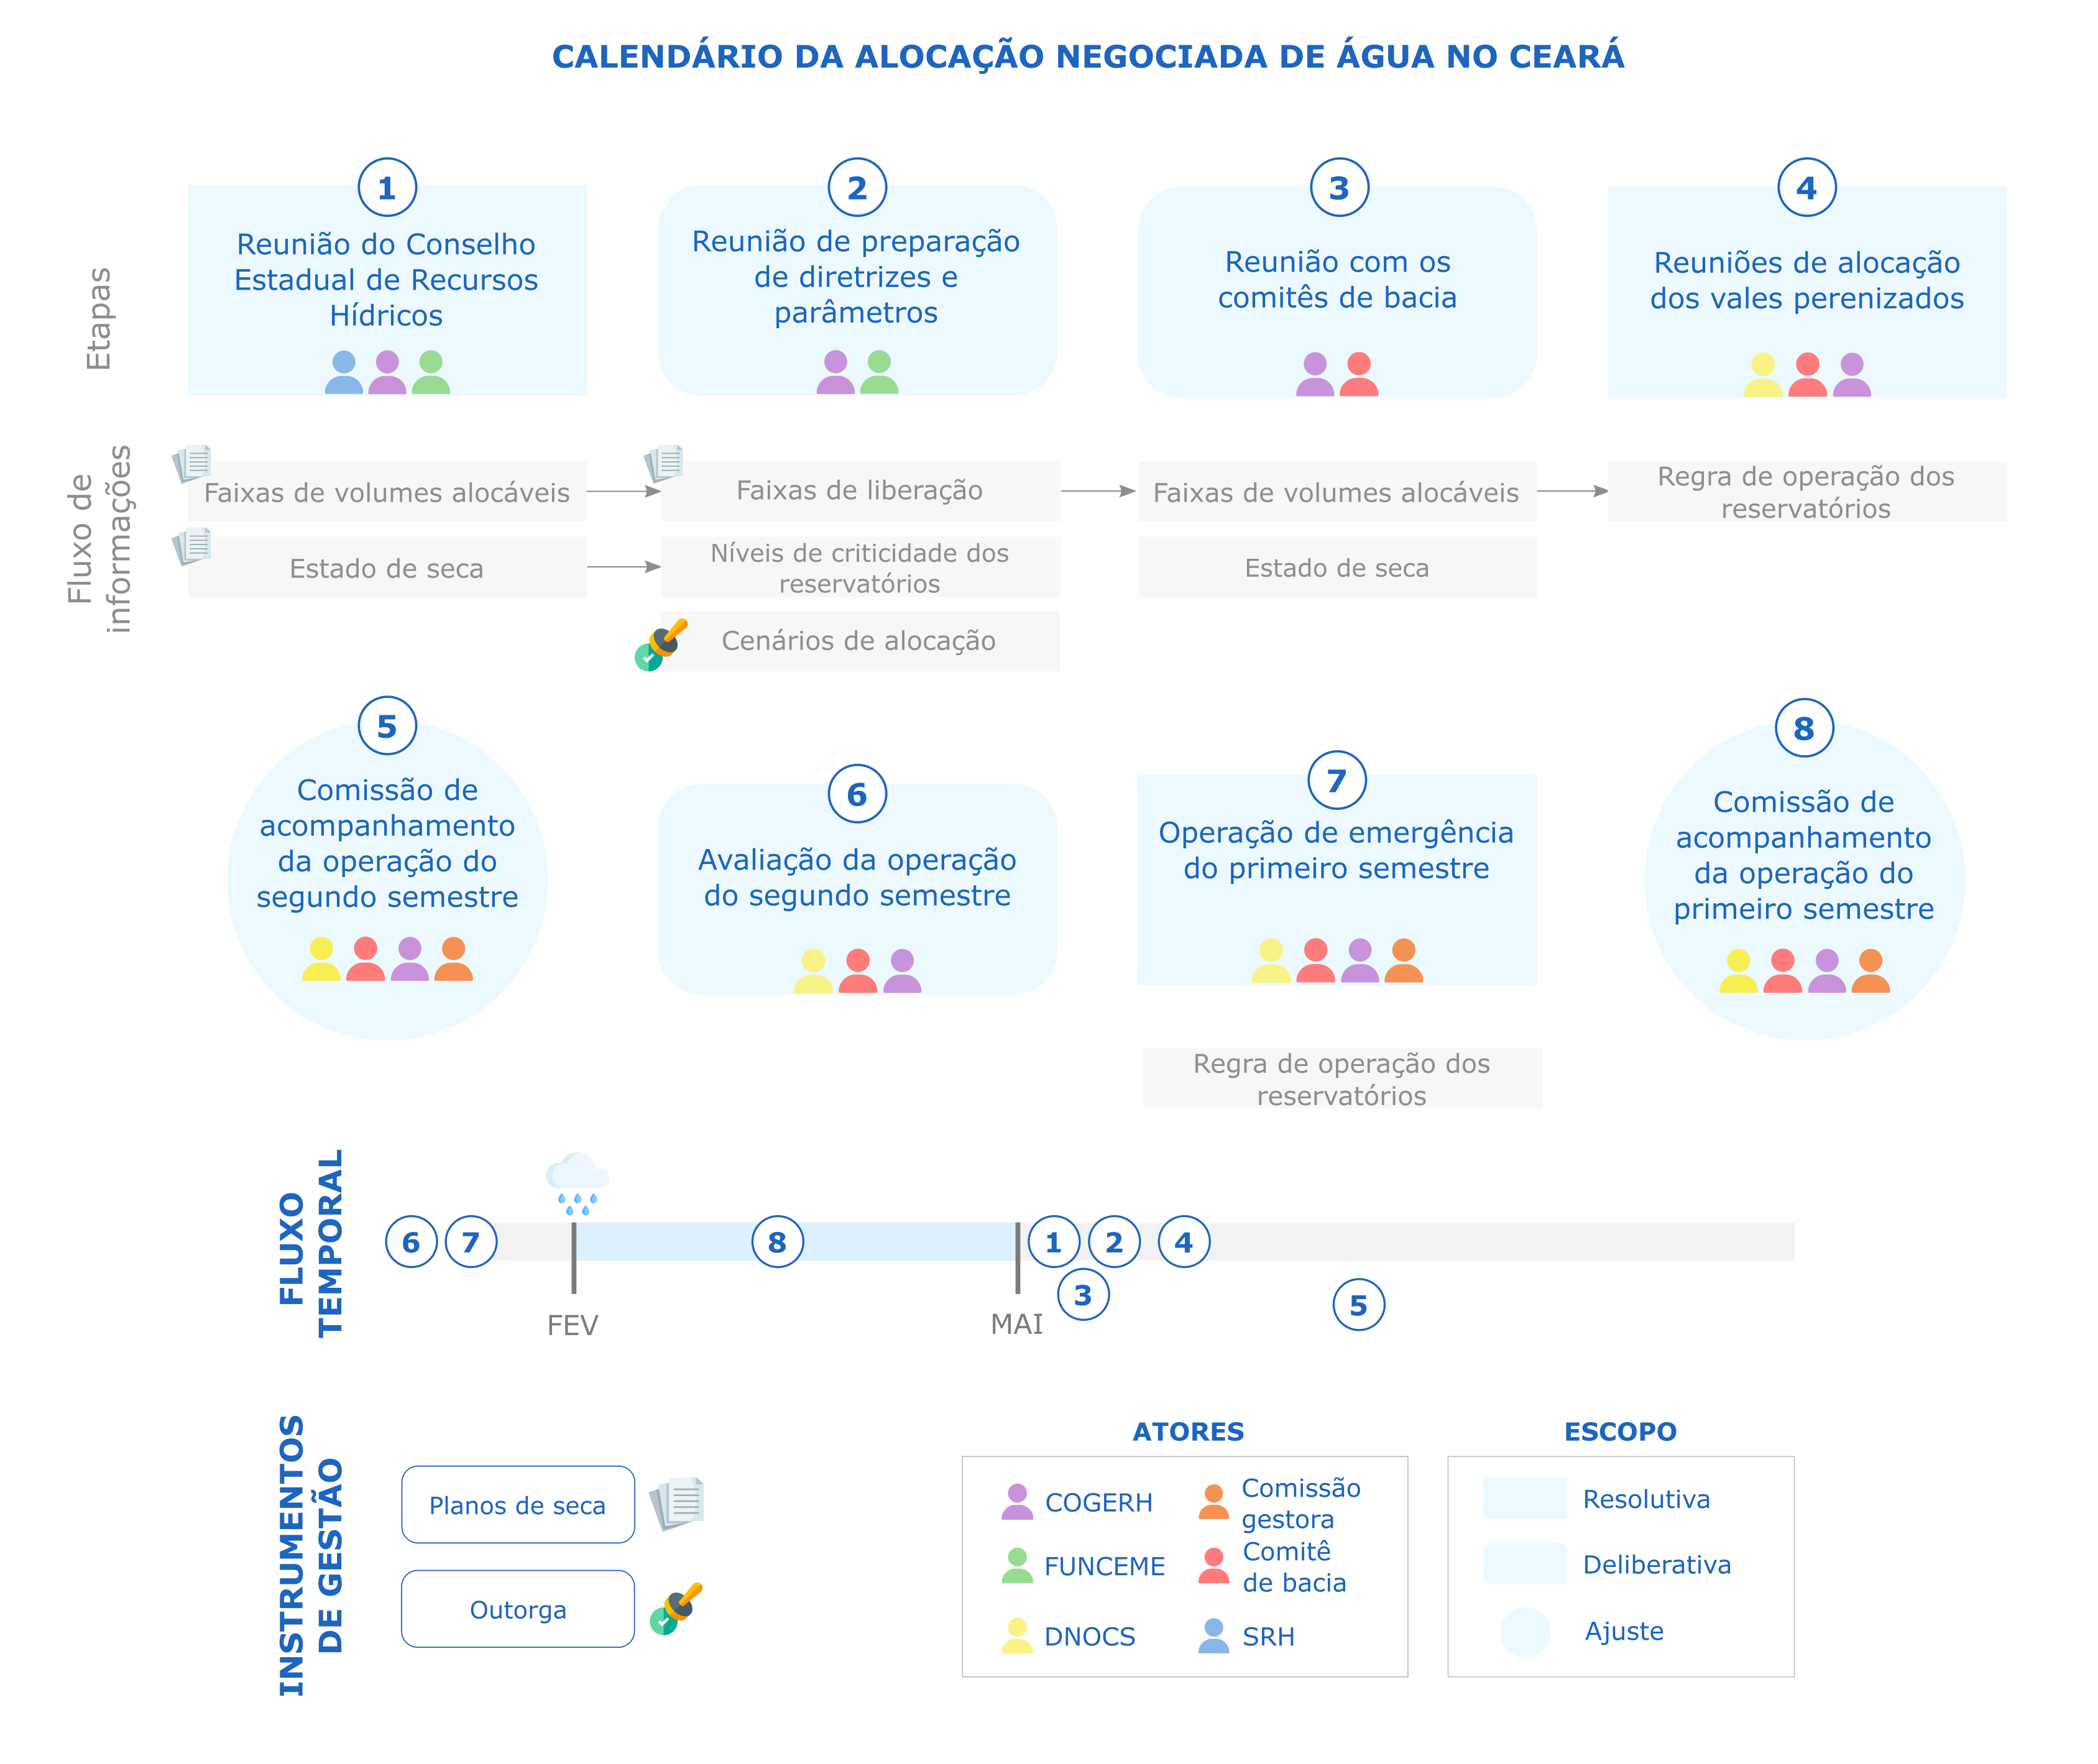 CALENDÁRIO DA ALOCAÇÃO NEGOCIADA DE ÁGUA NO CEARÁ
Etapas
1
Reunião do Conselho
Estadual de Recursos
Hídricos
2
Reunião de preparação
de diretrizes e
parâmetros
3
Reunião com os
comitês de bacia
4
Reuniões de alocação
dos vales perenizados
Fluxo de
informações
Faixas de volumes alocáveis
Faixas de liberação
Faixas de volumes alocáveis
Regra de operação dos
reservatórios
Estado de seca
Níveis de criticidade dos
reservatórios
Estado de seca
Cenários de alocação
5
Comissão de
acompanhamento
da operação do
segundo semestre
6
Avaliação da operação
do segundo semestre
7
Operação de emergência
do primeiro semestre
8
Comissão de
acompanhamento
da operação do
primeiro semestre
Regra de operação dos
reservatórios
FLUXO
TEMPORAL
6
7
8
1
2
4
3
5
FEV
MAI
INSTRUMENTOS
DE GESTÃO
Planos de seca
Outorga
ATORES
COGERH
Comissão
gestora
FUNCEME
Comitê
de bacia
DNOCS
SRH
ESCOPO
Resolutiva
Deliberativa
Ajuste